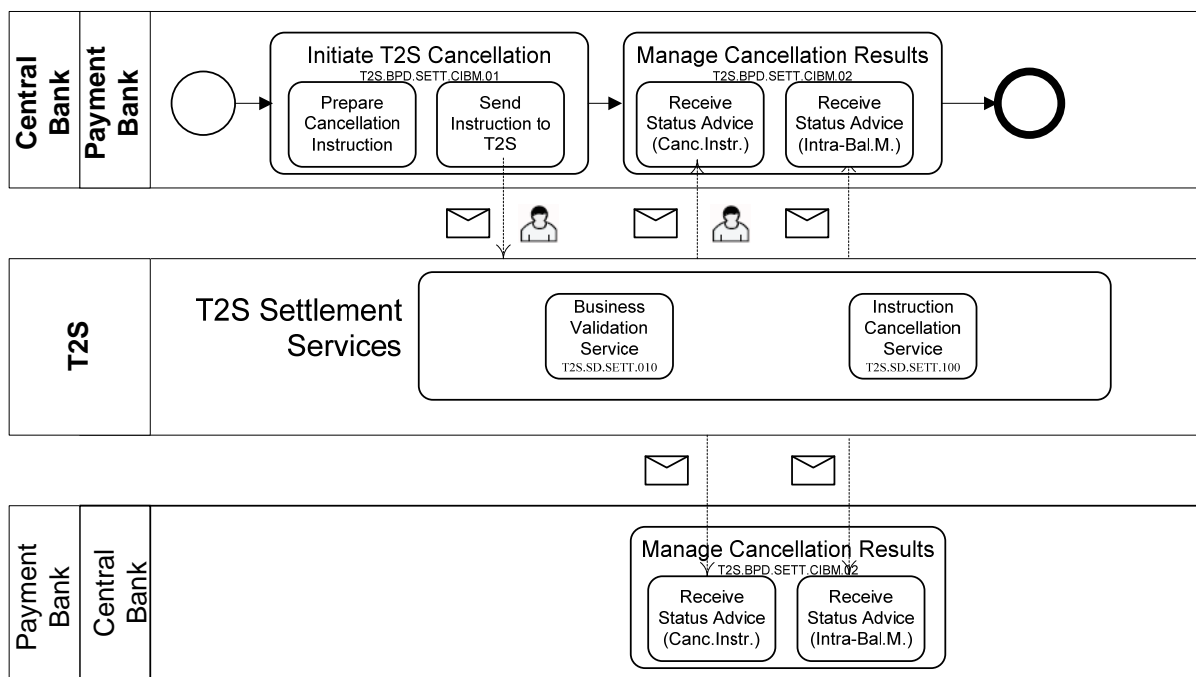 Central
Bank
Payment
Bank
Initiate T2S Cancellation
T2S.BPD.SETT.CIBM.01
Prepare
Cancellation
Instruction
Send
Instruction to
T2S
Manage Cancellation Results
T2S.BPD.SETT.CIBM.02
Receive
Status Advice
(Canc.Instr.)
Receive
Status Advice
(Intra-Bal.M.)
T2S
T2S Settlement
Services
Business
Validation
Service
T2S.SD.SETT.010
Instruction
Cancellation
Service
T2S.SD.SETT.100
Payment
Bank
Central
Bank
Manage Cancellation Results
T2S.BPD.SETT.CIBM.02
Receive
Status Advice
(Canc.Instr.)
Receive
Status Advice
(Intra-Bal.M.)